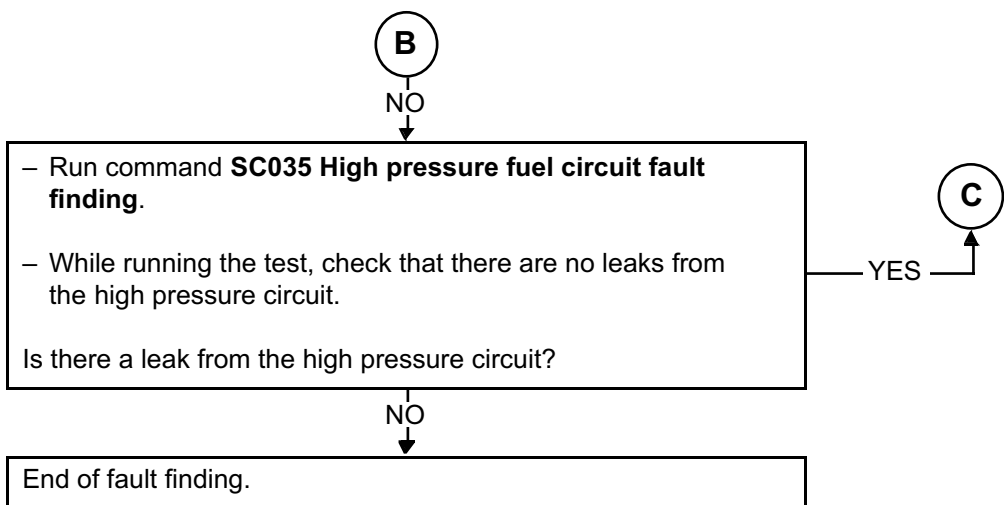 B
NO
– Run command SC035 High pressure fuel circuit fault
finding.
– While running the test, check that there are no leaks from
the high pressure circuit.
Is there a leak from the high pressure circuit?
YES
C
NO
End of fault finding.